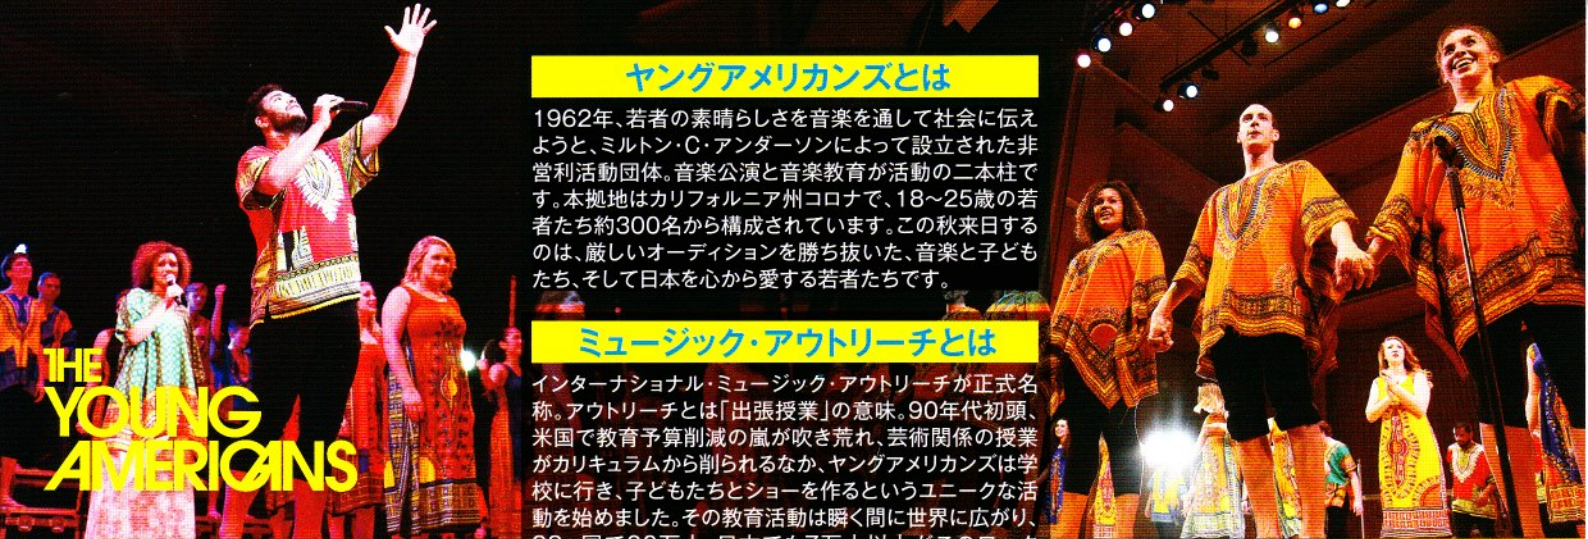 THE
YOUNG
AMERICANS
ヤングアメリカンズとは
1962年、若者の素晴らしさを音楽を通して社会に伝え
ようと、ミルトン・C・アンダーソンによって設立された非
営利活動団体。音楽公演と音楽教育が活動の二本柱で
す。本拠地はカリフォルニア州コロナで、18〜25歳の若
者たち約300名から構成されています。この秋来日する
のは、厳しいオーディションを勝ち抜いた、音楽と子ども
たち、そして日本を心から愛する若者たちです。
ミュージック・アウトリーチとは
インターナショナル・ミュージック・アウトリーチが正式名
称。アウトリーチとは「出張授業」の意味。90年代初頭、
米国で教育予算削減の嵐が吹き荒れ、芸術関係の授業
がカリキュラムから削られるなか、ヤングアメリカンズは学
校に行き、子どもたちとショーを作るというユニークな活
動を始めました。その教育活動は瞬く間に世界に広がり、